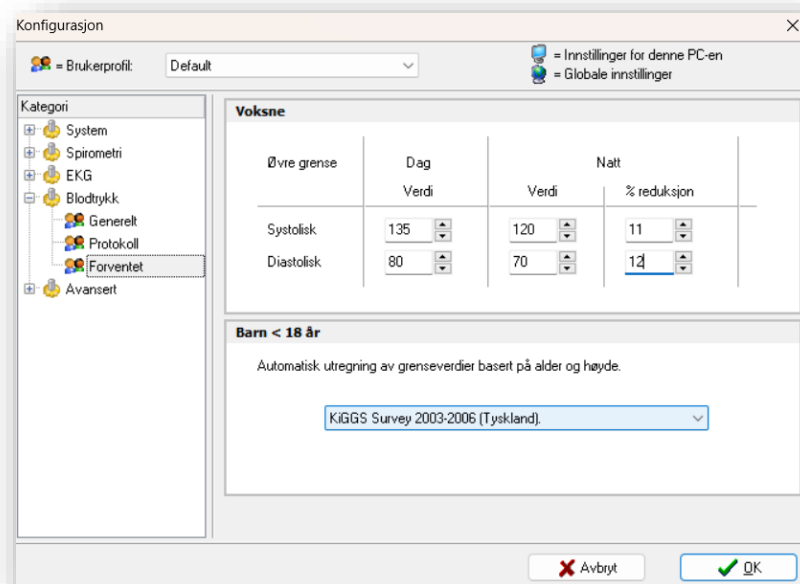 Konfigurasjon
= Brukerprofil: Default
= Innstillinger for denne PC-en
= Globale innstillinger
Kategori
System
Spirometri
EKG
Blodtrykk
Generelt
Protokoll
Forventet
Avansert
Voksne
Øvre grense Dag Natt
Verdi Verdi % reduksjon
Systolisk 135 120 11
Diastolisk 80 70 12
Barn < 18 år
Automatisk utregning av grenseverdier basert på alder og høyde.
KiGGS Survey 2003-2006 (Tyskland).
Avbryt OK